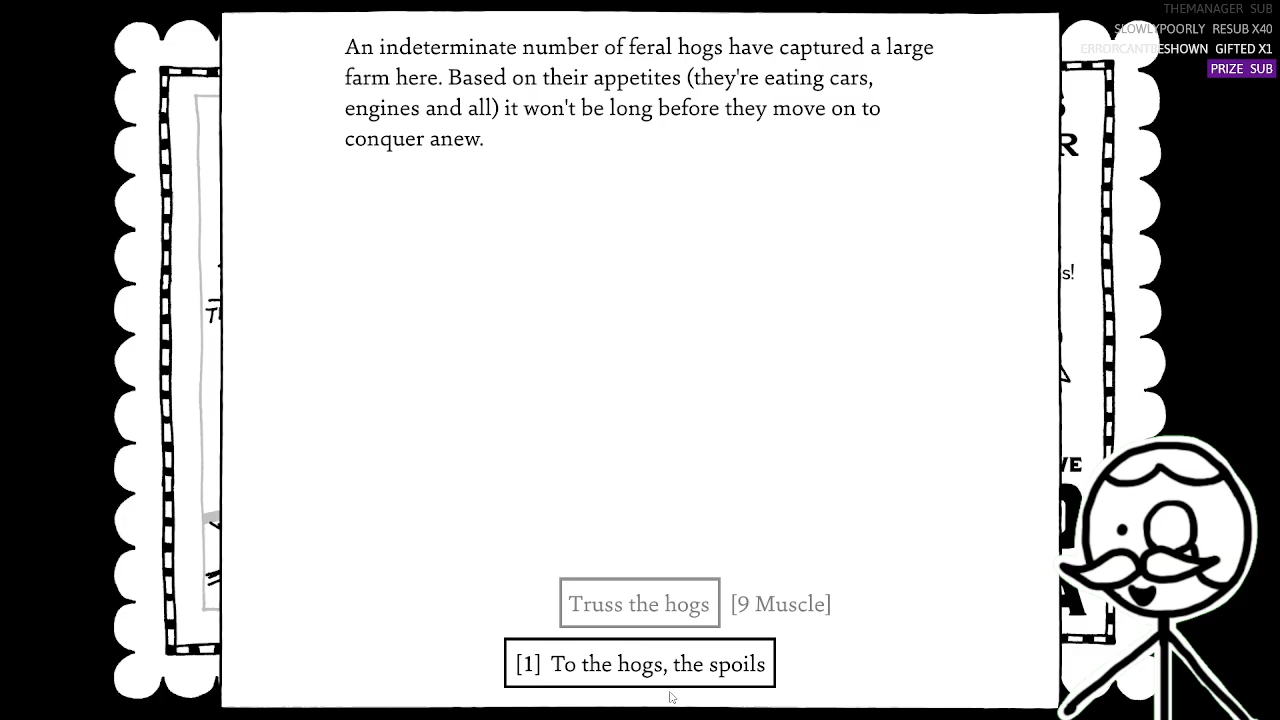 THEMANAGER SUB
SLOWLYPOORLY RESUB X40
ERRORCANTBESHOWN GIFTED X1
PRIZE SUB
An indeterminate number of feral hogs have captured a large
farm here. Based on their appetites (they're eating cars,
engines and all) it won't be long before they move on to
conquer anew.
Truss the hogs [9 Muscle]
[1] To the hogs, the spoils